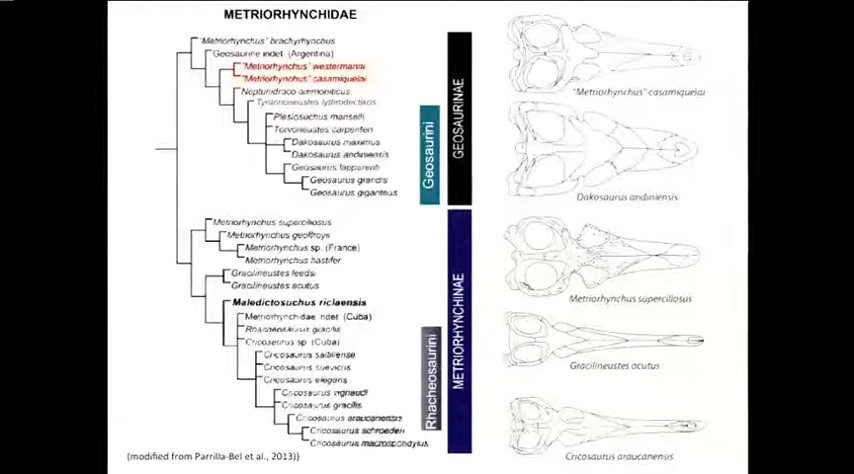 METRIORHYNCHIDAE
"Metriorhynchus" brachyrhynchus
Geosaurine indet (Argentina)
"Metriorhynchus" westermanni
"Metriorhynchus" casamiquelai
Neptunidraco ammoniticus
Tyrannoneustes lythrodectikos
Plesiosuchus manselii
Torvoneustes carpenteri
Dakosaurus maximus
Dakosaurus andiniensis
Geosaurus lapparenti
Geosaurus grandis
Geosaurus giganteus
Geosaurini
GEOSAURINAE
Metriorhynchus superciliosus
Metriorhynchus geoffroyii
Metriorhynchus sp. (France)
Metriorhynchus hastifer
Gracilineustes leedsi
Gracilineustes acutus
Maledictosuchus riclaensis
Metriorhynchidae indet (Cuba)
Rhacheosaurus gracilis
Cricosaurus sp (Cuba)
Cricosaurus saltillense
Cricosaurus suevicus
Cricosaurus elegans
Cricosaurus vignaudi
Cricosaurus gracilis
Cricosaurus araucanensis
Cricosaurus schroederi
Cricosaurus macrospondylus
Rhacheosaurini
METRIORHYNCHINAE
"Metriorhynchus" casamiquelai
Dakosaurus andiniensis
Metriorhynchus superciliosus
Gracilineustes acutus
Cricosaurus araucanensis
(modified from Parrilla-Bel et al., 2013))